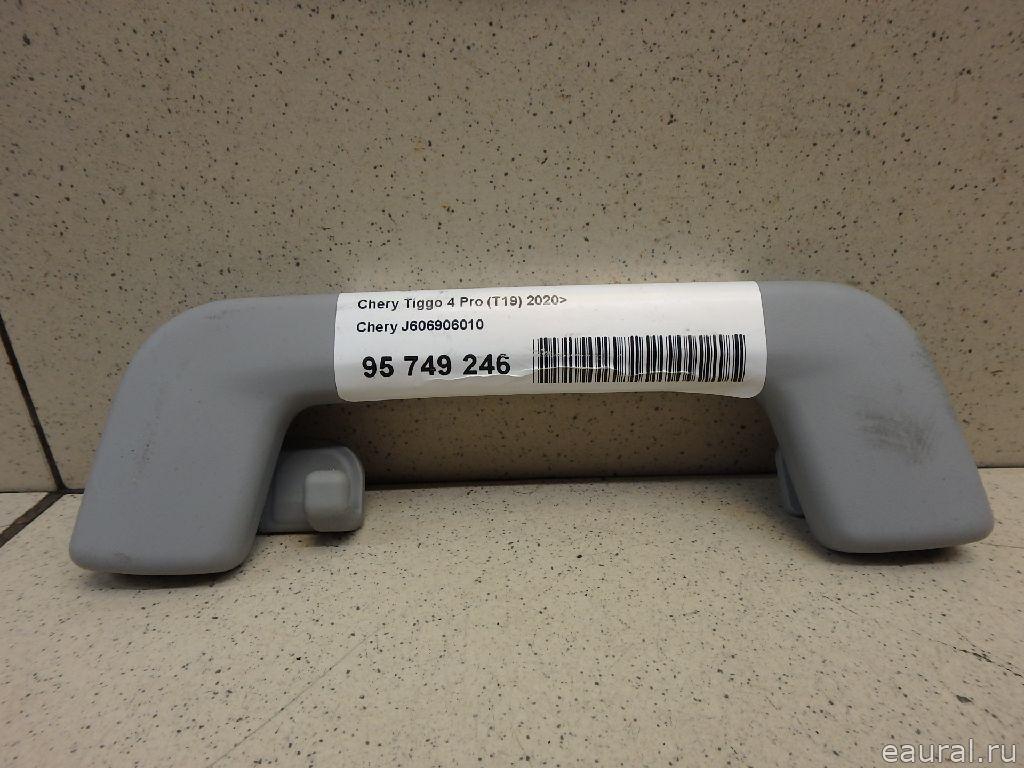 Chery Tiggo 4 Pro (T19) 2020>
Chery J606906010
95 749 246
eaural.ru